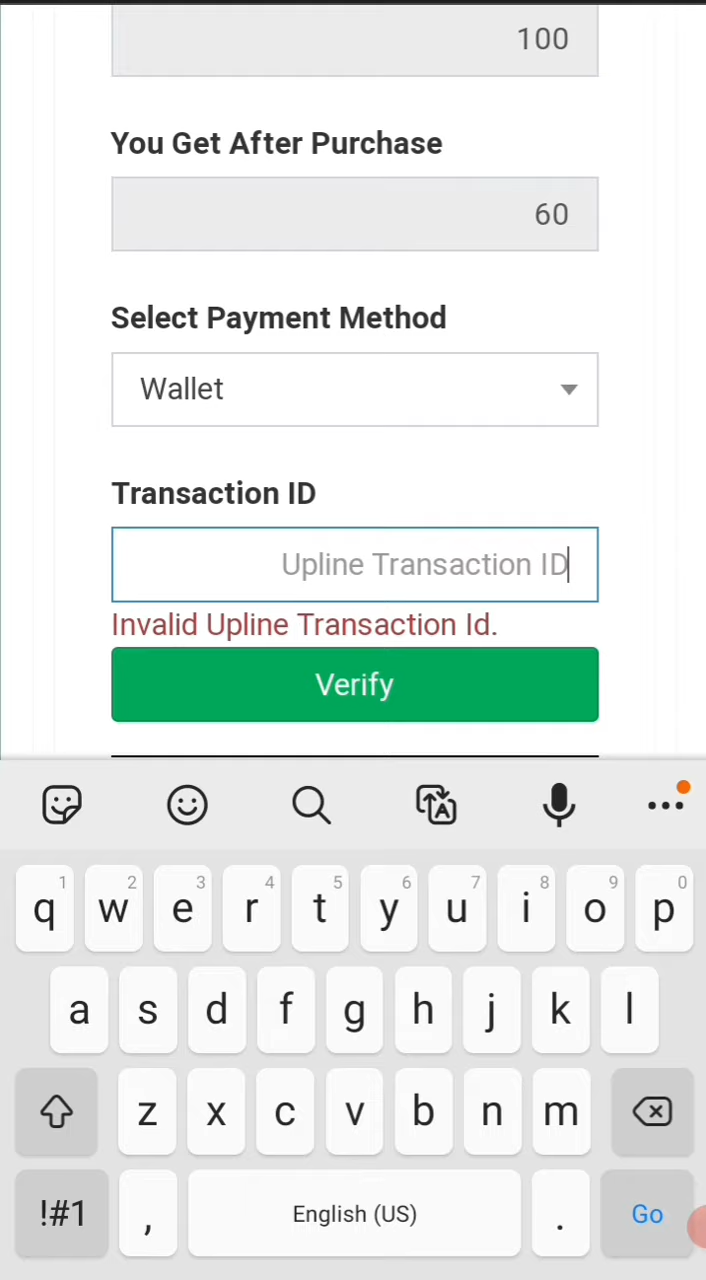 100
You Get After Purchase
60
Select Payment Method
Wallet
Transaction ID
Upline Transaction ID
Invalid Upline Transaction Id.
Verify
1 2 3 4 5 6 7 8 9 0
q w e r t y u i o p
a s d f g h j k l
z x c v b n m
!#1 , English (US) . Go